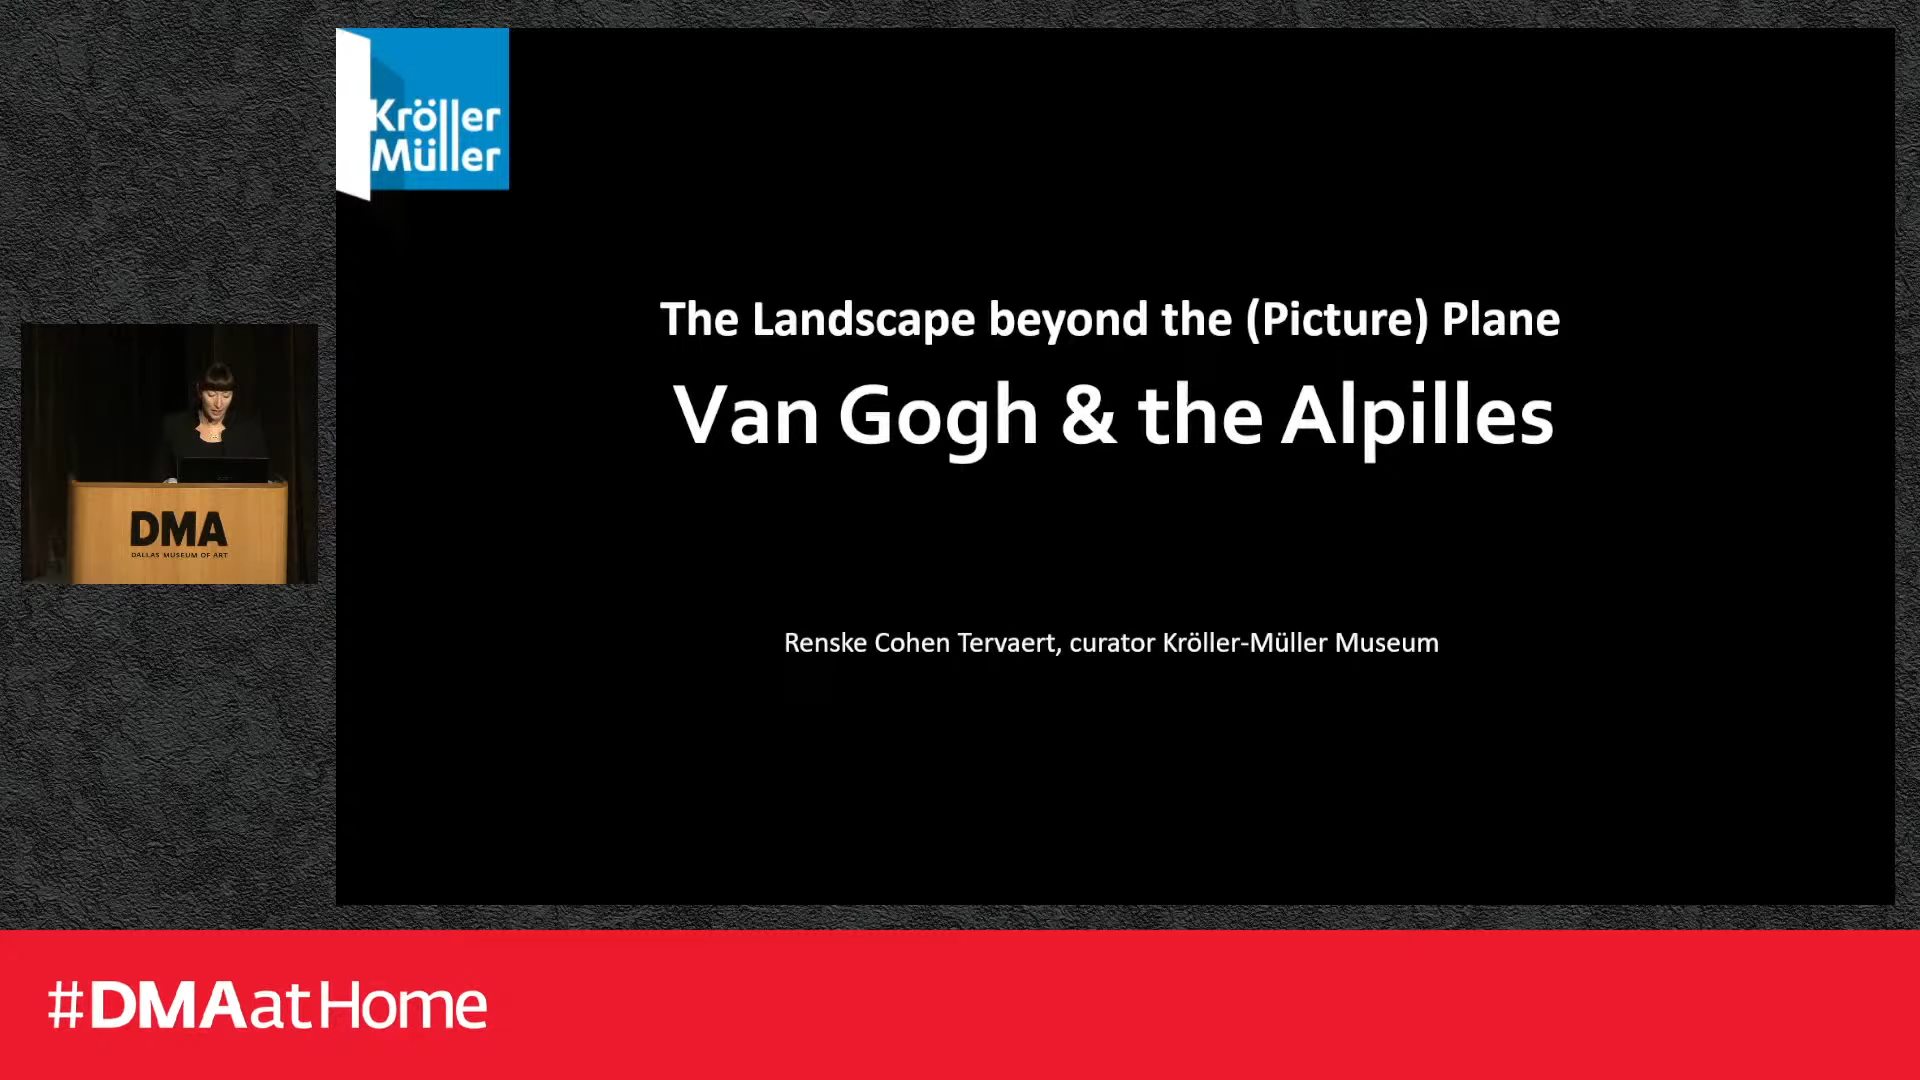 Kröller
Müller
The Landscape beyond the (Picture) Plane
Van Gogh & the Alpilles
Renske Cohen Tervaert, curator Kröller-Müller Museum
DMA
DALLAS MUSEUM OF ART
#DMAatHome